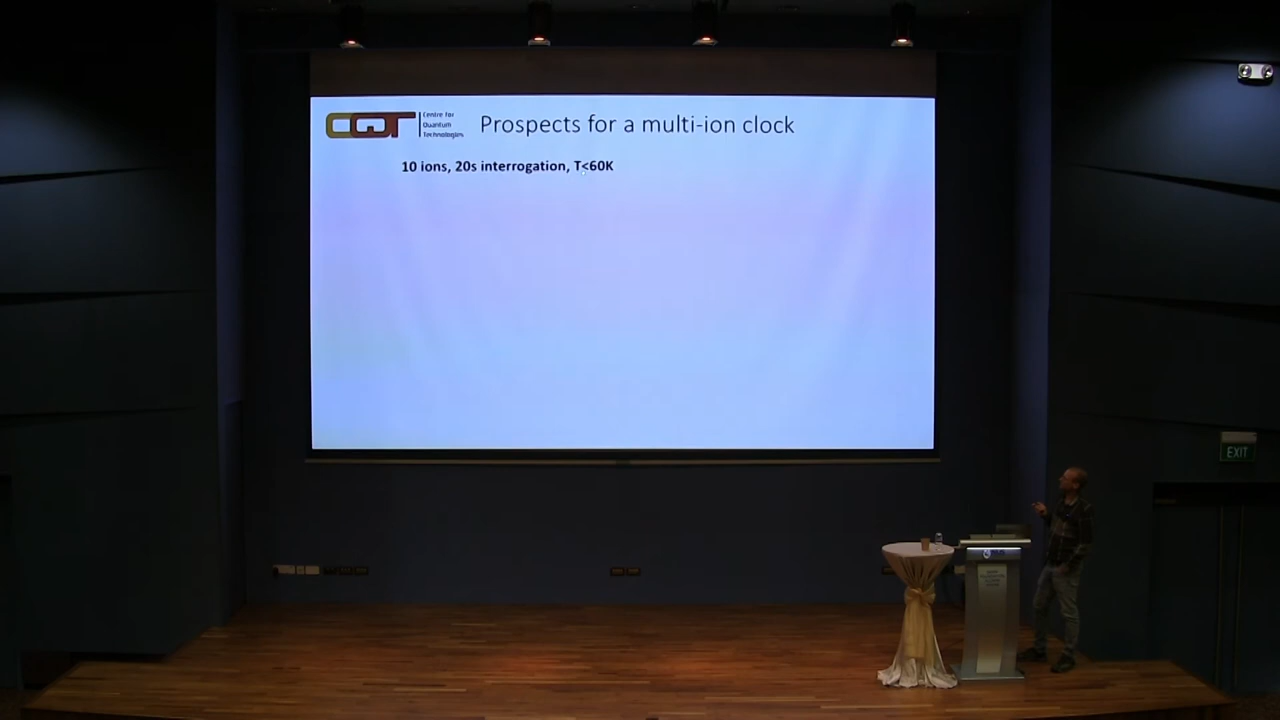 CQT
Centre for
Quantum
Technologies
Prospects for a multi-ion clock
10 ions, 20s interrogation, T<60K
EXIT